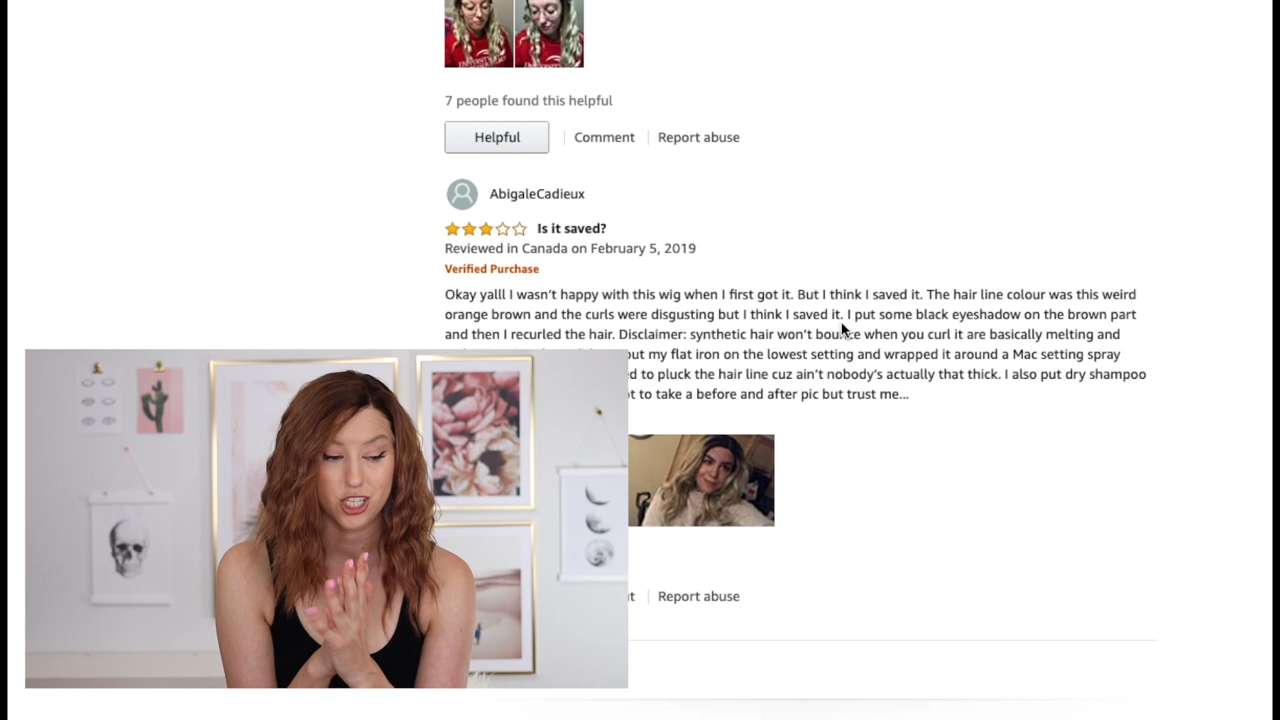 7 people found this helpful
Helpful
Comment
Report abuse
AbigaleCadieux
Is it saved?
Reviewed in Canada on February 5, 2019
Verified Purchase
Okay yalll I wasn't happy with this wig when I first got it. But I think I saved it. The hair line colour was this weird
orange brown and the curls were disgusting but I think I saved it. I put some black eyeshadow on the brown part
and then I recurled the hair. Disclaimer: synthetic hair won't bounce when you curl it are basically melting and
out my flat iron on the lowest setting and wrapped it around a Mac setting spray
ed to pluck the hair line cuz ain't nobody's actually that thick. I also put dry shampoo
ot to take a before and after pic but trust me...
Report abuse